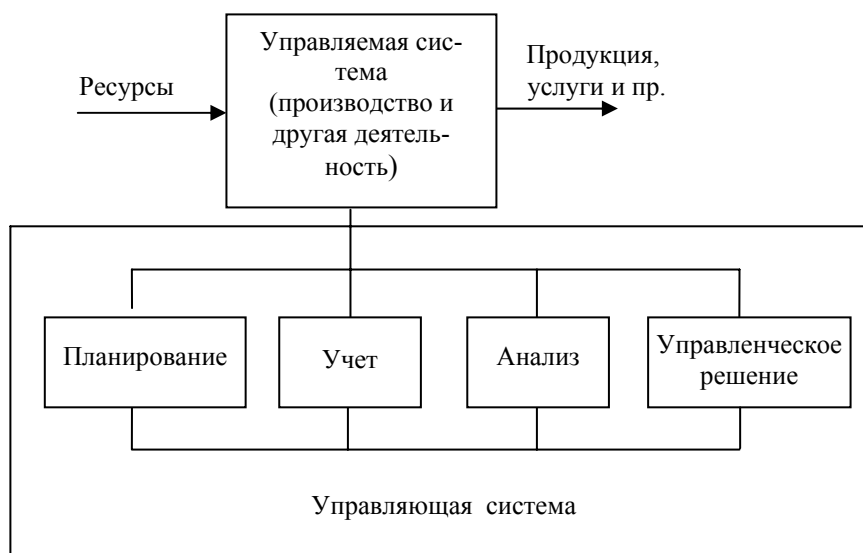 Ресурсы
Управляемая сис-
тема
(производство и
другая деятель-
ность)
Продукция,
услуги и пр.
Планирование
Учет
Анализ
Управленческое
решение
Управляющая система